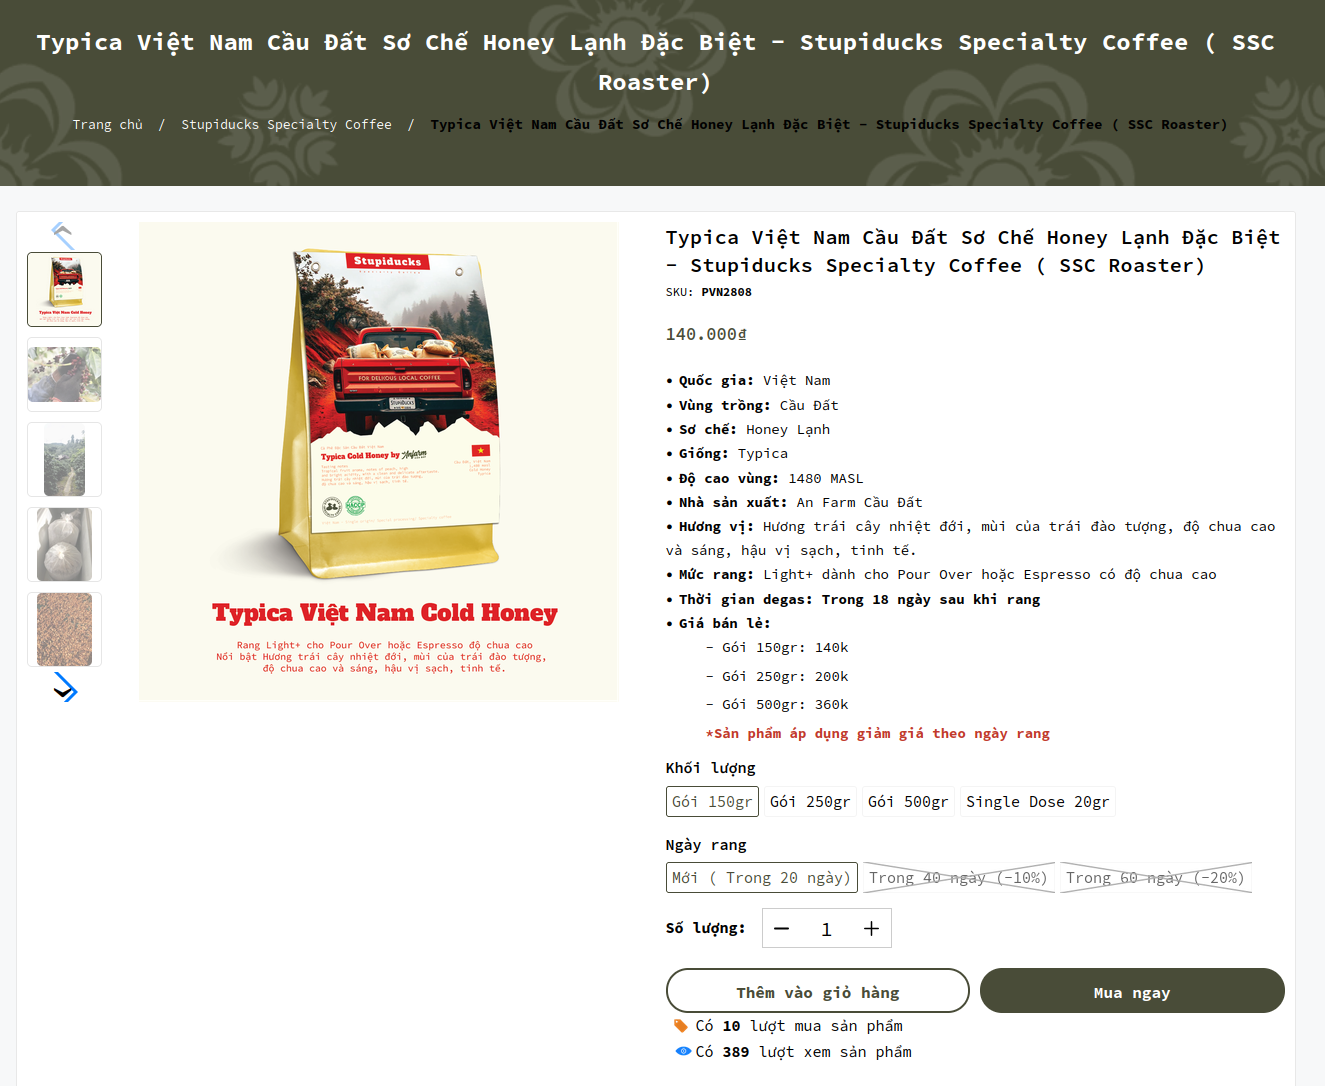 Typica Việt Nam Cầu Đất Sơ Chế Honey Lạnh Đặc Biệt - Stupiducks Specialty Coffee ( SSC
Roaster)
Trang chủ / Stupiducks Specialty Coffee / Typica Việt Nam Cầu Đất Sơ Chế Honey Lạnh Đặc Biệt - Stupiducks Specialty Coffee ( SSC Roaster)
Stupiducks
FOR DELIXOUS LOCAL COFFEE
STUPIDUCKS
Typica Cold Honey by Anfarm
HACCP
Typica Việt Nam Cold Honey
Rang Light+ cho Pour Over hoặc Espresso độ chua cao
Nổi bật Hương trái cây nhiệt đới, mùi của trái đào tượng,
độ chua cao và sáng, hậu vị sạch, tinh tế.
Typica Việt Nam Cầu Đất Sơ Chế Honey Lạnh Đặc Biệt
- Stupiducks Specialty Coffee ( SSC Roaster)
SKU: PVN2808
140.000₫
• Quốc gia: Việt Nam
• Vùng trồng: Cầu Đất
• Sơ chế: Honey Lạnh
• Giống: Typica
• Độ cao vùng: 1480 MASL
• Nhà sản xuất: An Farm Cầu Đất
• Hương vị: Hương trái cây nhiệt đới, mùi của trái đào tượng, độ chua cao
và sáng, hậu vị sạch, tinh tế.
• Mức rang: Light+ dành cho Pour Over hoặc Espresso có độ chua cao
• Thời gian degas: Trong 18 ngày sau khi rang
• Giá bán lẻ:
- Gói 150gr: 140k
- Gói 250gr: 200k
- Gói 500gr: 360k
*Sản phẩm áp dụng giảm giá theo ngày rang
Khối lượng
Gói 150gr Gói 250gr Gói 500gr Single Dose 20gr
Ngày rang
Mới ( Trong 20 ngày) Trong 40 ngày (-10%) Trong 60 ngày (-20%)
Số lượng: 1
Thêm vào giỏ hàng Mua ngay
Có 10 lượt mua sản phẩm
Có 389 lượt xem sản phẩm